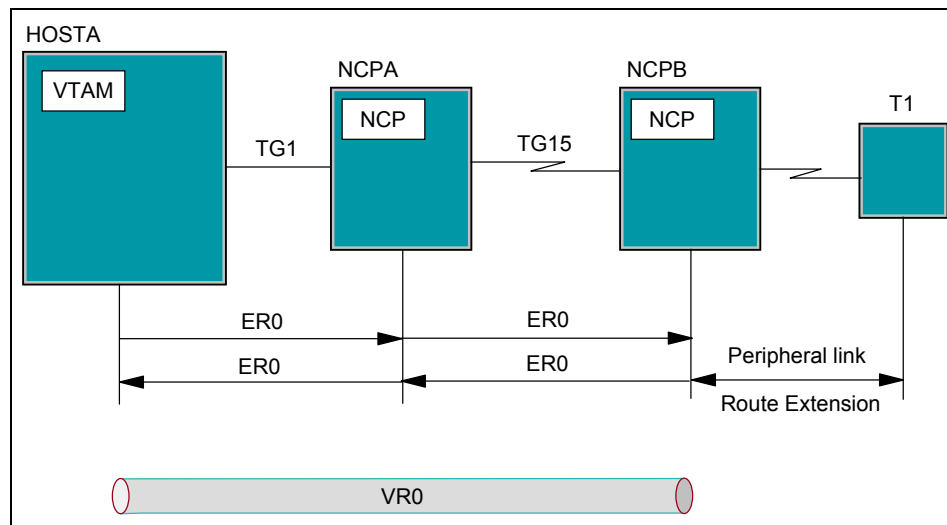 HOSTA
VTAM
TG1
NCPA
NCP
TG15
NCPB
NCP
T1
ER0
ER0
ER0
ER0
Peripheral link
Route Extension
VR0